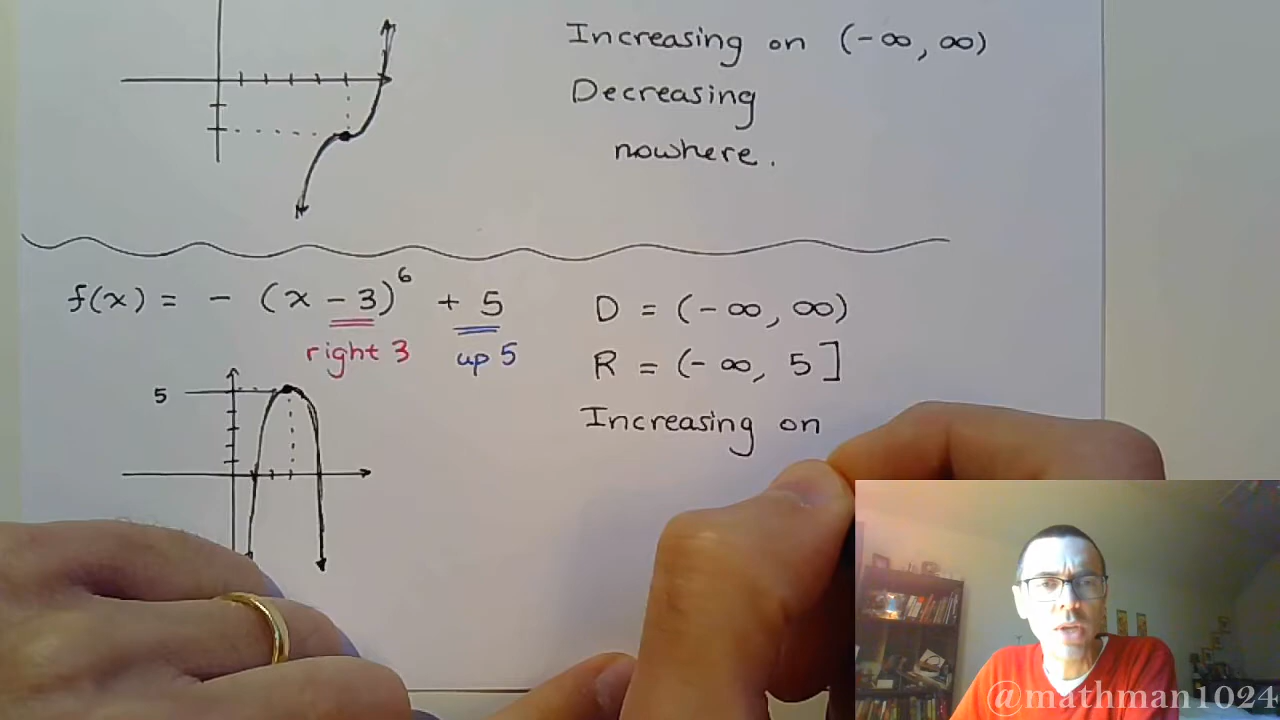 Increasing on (-∞, ∞)
Decreasing
nowhere.
f(x) = - (x - 3)⁶ + 5
right 3
up 5
D = (-∞, ∞)
R = (-∞, 5]
Increasing on
5
@mathman1024